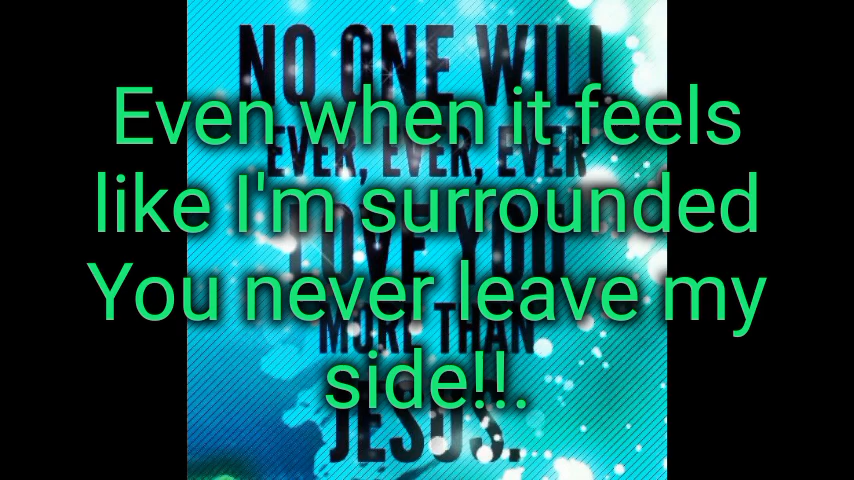 NO ONE WILL
Even when it feels
EVER, EVER, EVER
like I'm surrounded
LOVE YOU
You never leave my
MORE THAN
side!!.
JESUS.